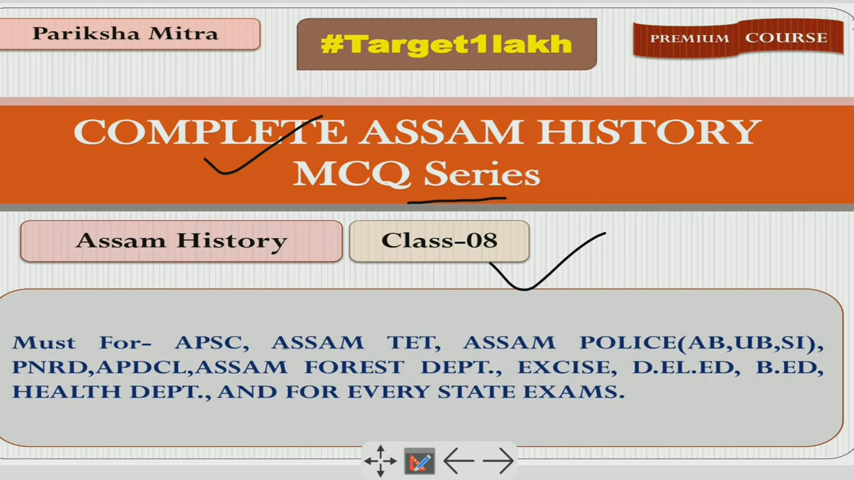 Pariksha Mitra
#Target1lakh
PREMIUM COURSE
COMPLETE ASSAM HISTORY
MCQ Series
Assam History
Class-08
Must For- APSC, ASSAM TET, ASSAM POLICE(AB,UB,SI),
PNRD,APDCL,ASSAM FOREST DEPT., EXCISE, D.EL.ED, B.ED,
HEALTH DEPT., AND FOR EVERY STATE EXAMS.